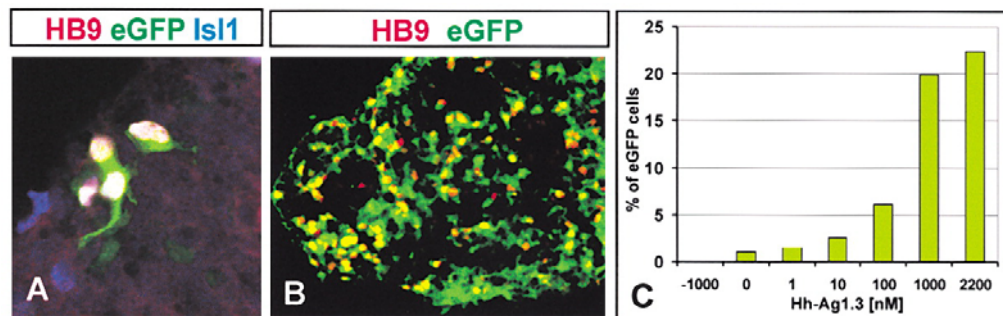 HB9 eGFP Isl1
A
HB9 eGFP
B
% of eGFP cells
25
20
15
10
5
0
-1000 0 1 10 100 1000 2200
Hh-Ag1.3 [nM]
C